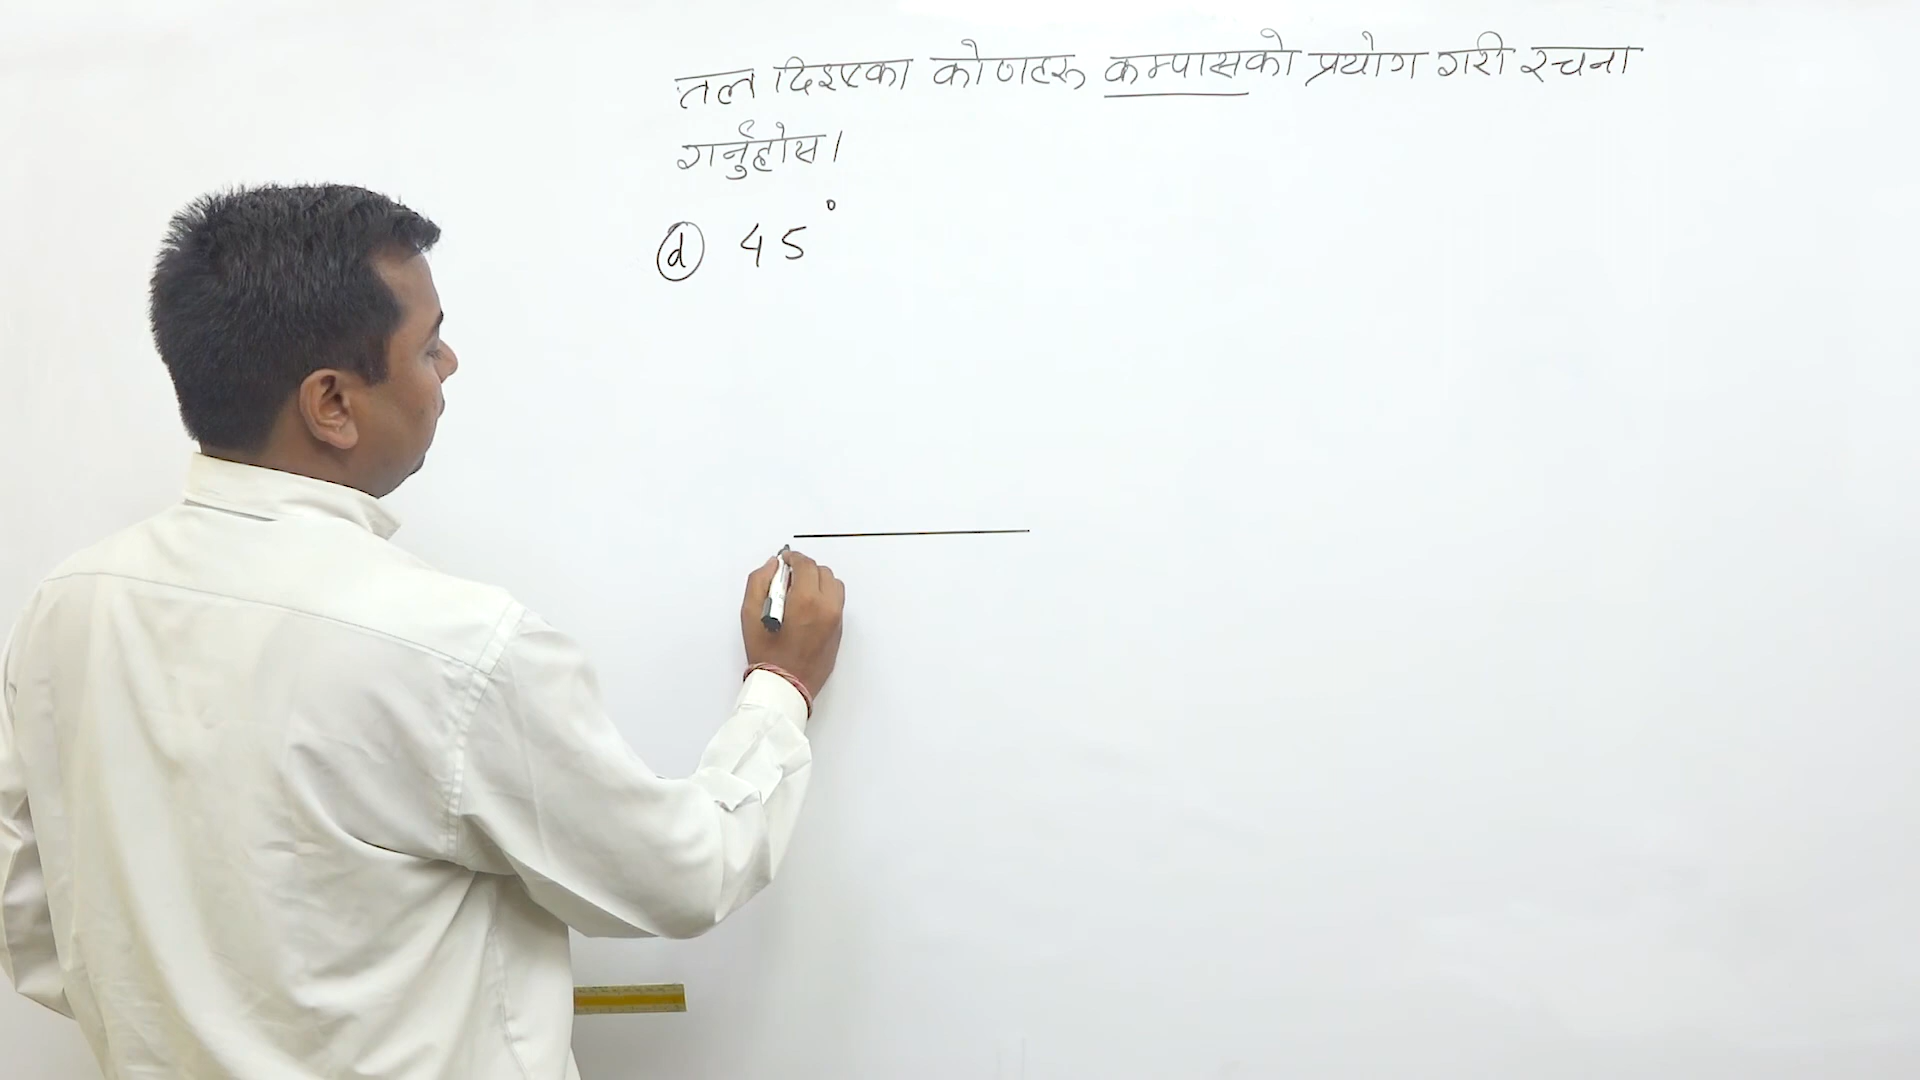 तल दिइएका कोणहरू कम्पासको प्रयोग गरी रचना
गर्नुहोस।
(d) 45°